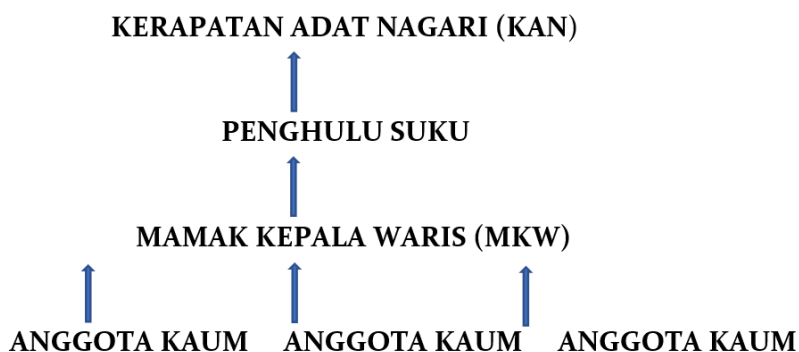 KERAPATAN ADAT NAGARI (KAN)
PENGHULU SUKU
MAMAK KEPALA WARIS (MKW)
ANGGOTA KAUM ANGGOTA KAUM ANGGOTA KAUM